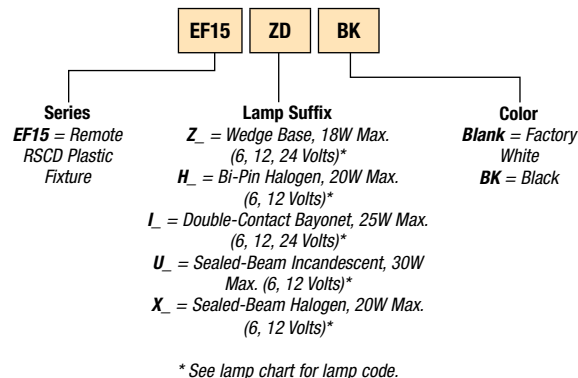 EF15 ZD BK
Series
EF15 = Remote
RSCD Plastic
Fixture
Lamp Suffix
Z_ = Wedge Base, 18W Max.
(6, 12, 24 Volts)*
H_ = Bi-Pin Halogen, 20W Max.
(6, 12 Volts)*
I_ = Double-Contact Bayonet, 25W Max.
(6, 12, 24 Volts)*
U_ = Sealed-Beam Incandescent, 30W
Max. (6, 12 Volts)*
X_ = Sealed-Beam Halogen, 20W Max.
(6, 12 Volts)*
Color
Blank = Factory
White
BK = Black
* See lamp chart for lamp code.